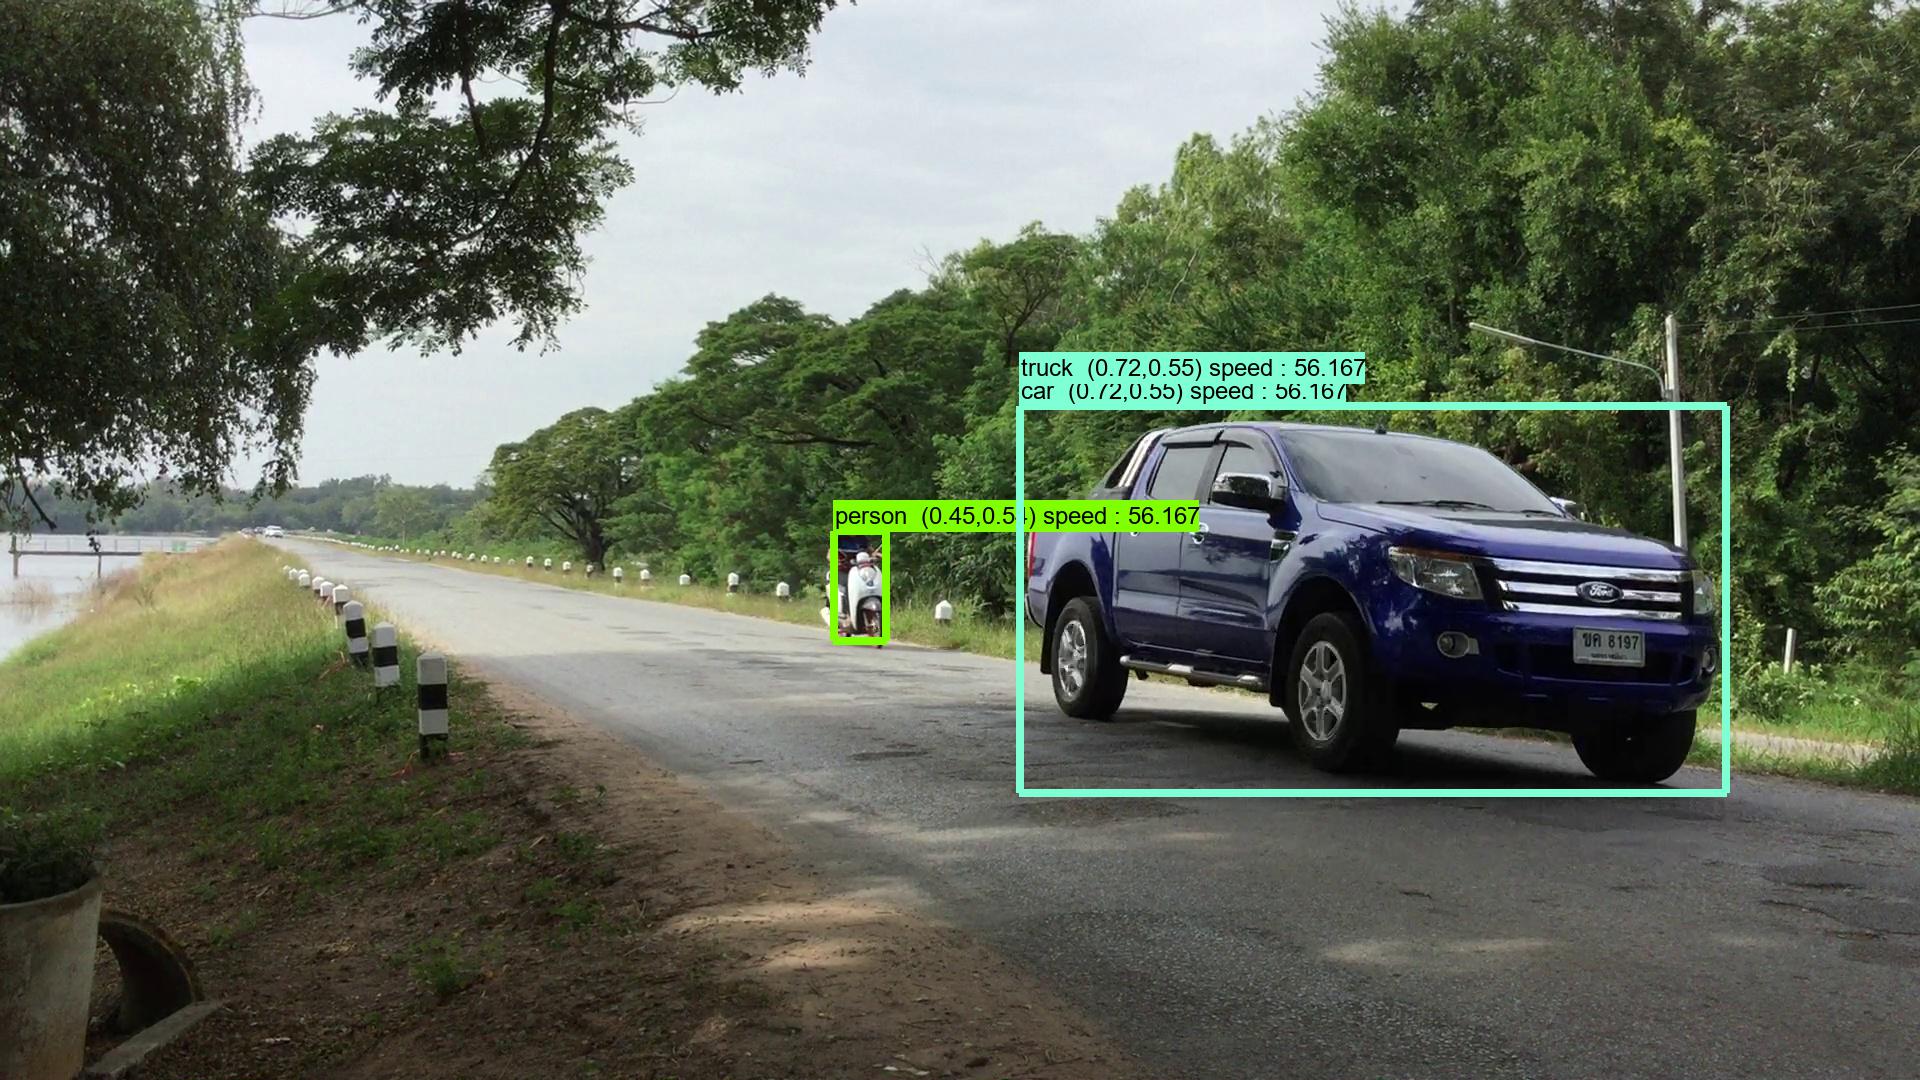 truck (0.72,0.55) speed : 56.167
car (0.72,0.55) speed : 56.167
person (0.45,0.54) speed : 56.167
Ford
ขค 8197